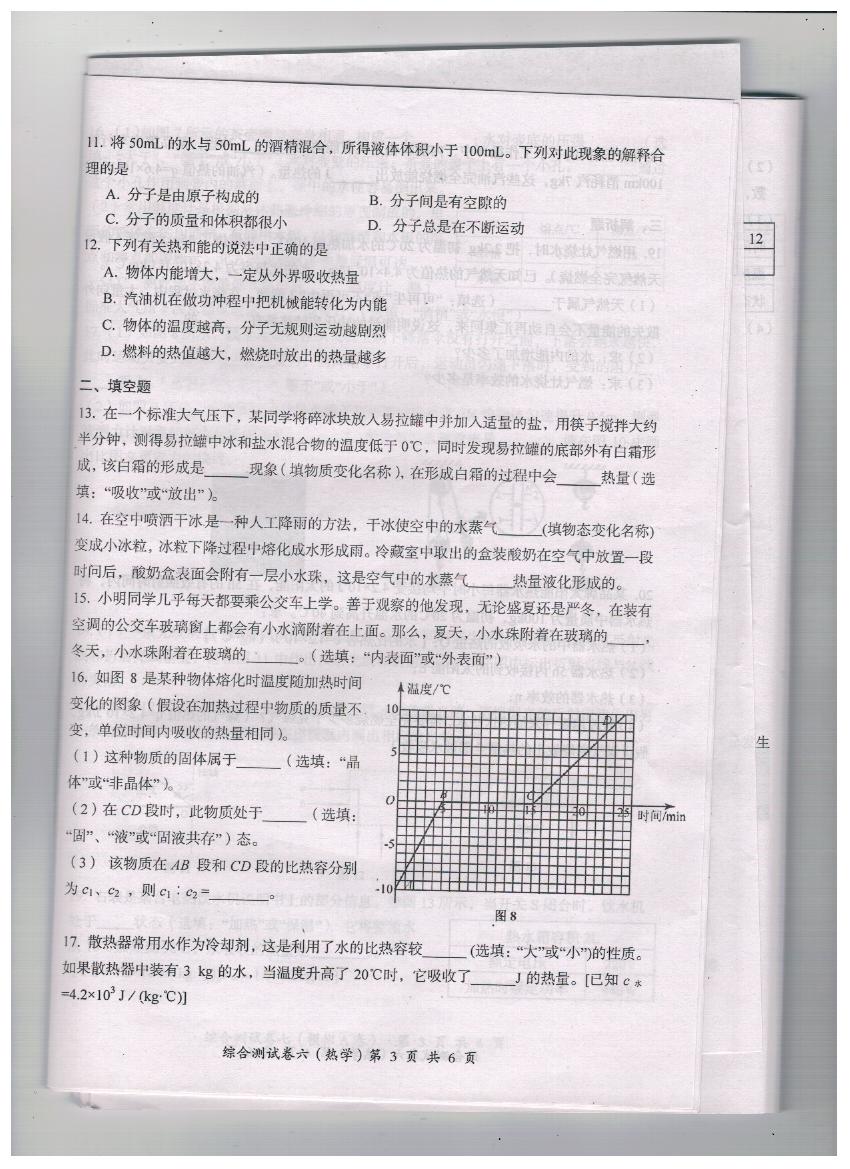 11. 将 50mL 的水与 50mL 的酒精混合，所得液体体积小于 100mL。下列对此现象的解释合
理的是
A. 分子是由原子构成的 B. 分子间是有空隙的
C. 分子的质量和体积都很小 D. 分子总是在不断运动
12. 下列有关热和能的说法中正确的是
A. 物体内能增大，一定从外界吸收热量
B. 汽油机在做功冲程中把机械能转化为内能
C. 物体的温度越高，分子无规则运动越剧烈
D. 燃料的热值越大，燃烧时放出的热量越多
二、填空题
13. 在一个标准大气压下，某同学将碎冰块放入易拉罐中并加入适量的盐，用筷子搅拌大约
半分钟，测得易拉罐中冰和盐水混合物的温度低于 0℃，同时发现易拉罐的底部外有白霜形
成，该白霜的形成是______现象（填物质变化名称），在形成白霜的过程中会______热量（选
填：“吸收”或“放出”）。
14. 在空中喷洒干冰是一种人工降雨的方法，干冰使空中的水蒸气______(填物态变化名称)
变成小冰粒，冰粒下降过程中熔化成水形成雨。冷藏室中取出的盒装酸奶在空气中放置一段
时间后，酸奶盒表面会附有一层小水珠，这是空气中的水蒸气______热量液化形成的。
15. 小明同学几乎每天都要乘公交车上学。善于观察的他发现，无论盛夏还是严冬，在装有
空调的公交车玻璃窗上都会有小水滴附着在上面。那么，夏天，小水珠附着在玻璃的______，
冬天，小水珠附着在玻璃的______。（选填：“内表面”或“外表面”）
16. 如图 8 是某种物体熔化时温度随加热时间
变化的图象（假设在加热过程中物质的质量不
变，单位时间内吸收的热量相同）。
（1）这种物质的固体属于______（选填：“晶
体”或“非晶体”）。
（2）在 CD 段时，此物质处于______（选填：
“固”、“液”或“固液共存”）态。
（3） 该物质在 AB 段和 CD 段的比热容分别
为 c₁、c₂ ，则 c₁∶c₂ =________。
温度/℃
10
5
O
-5
-10
A
B
C
D
5 10 15 20 25 时间/min
图 8
17. 散热器常用水作为冷却剂，这是利用了水的比热容较______ (选填：“大”或“小”)的性质。
如果散热器中装有 3 kg 的水，当温度升高了 20℃时，它吸收了______J 的热量。[已知 c 水
=4.2×10³ J / (kg·℃)]
综合测试卷六（热学）第 3 页 共 6 页
12
生